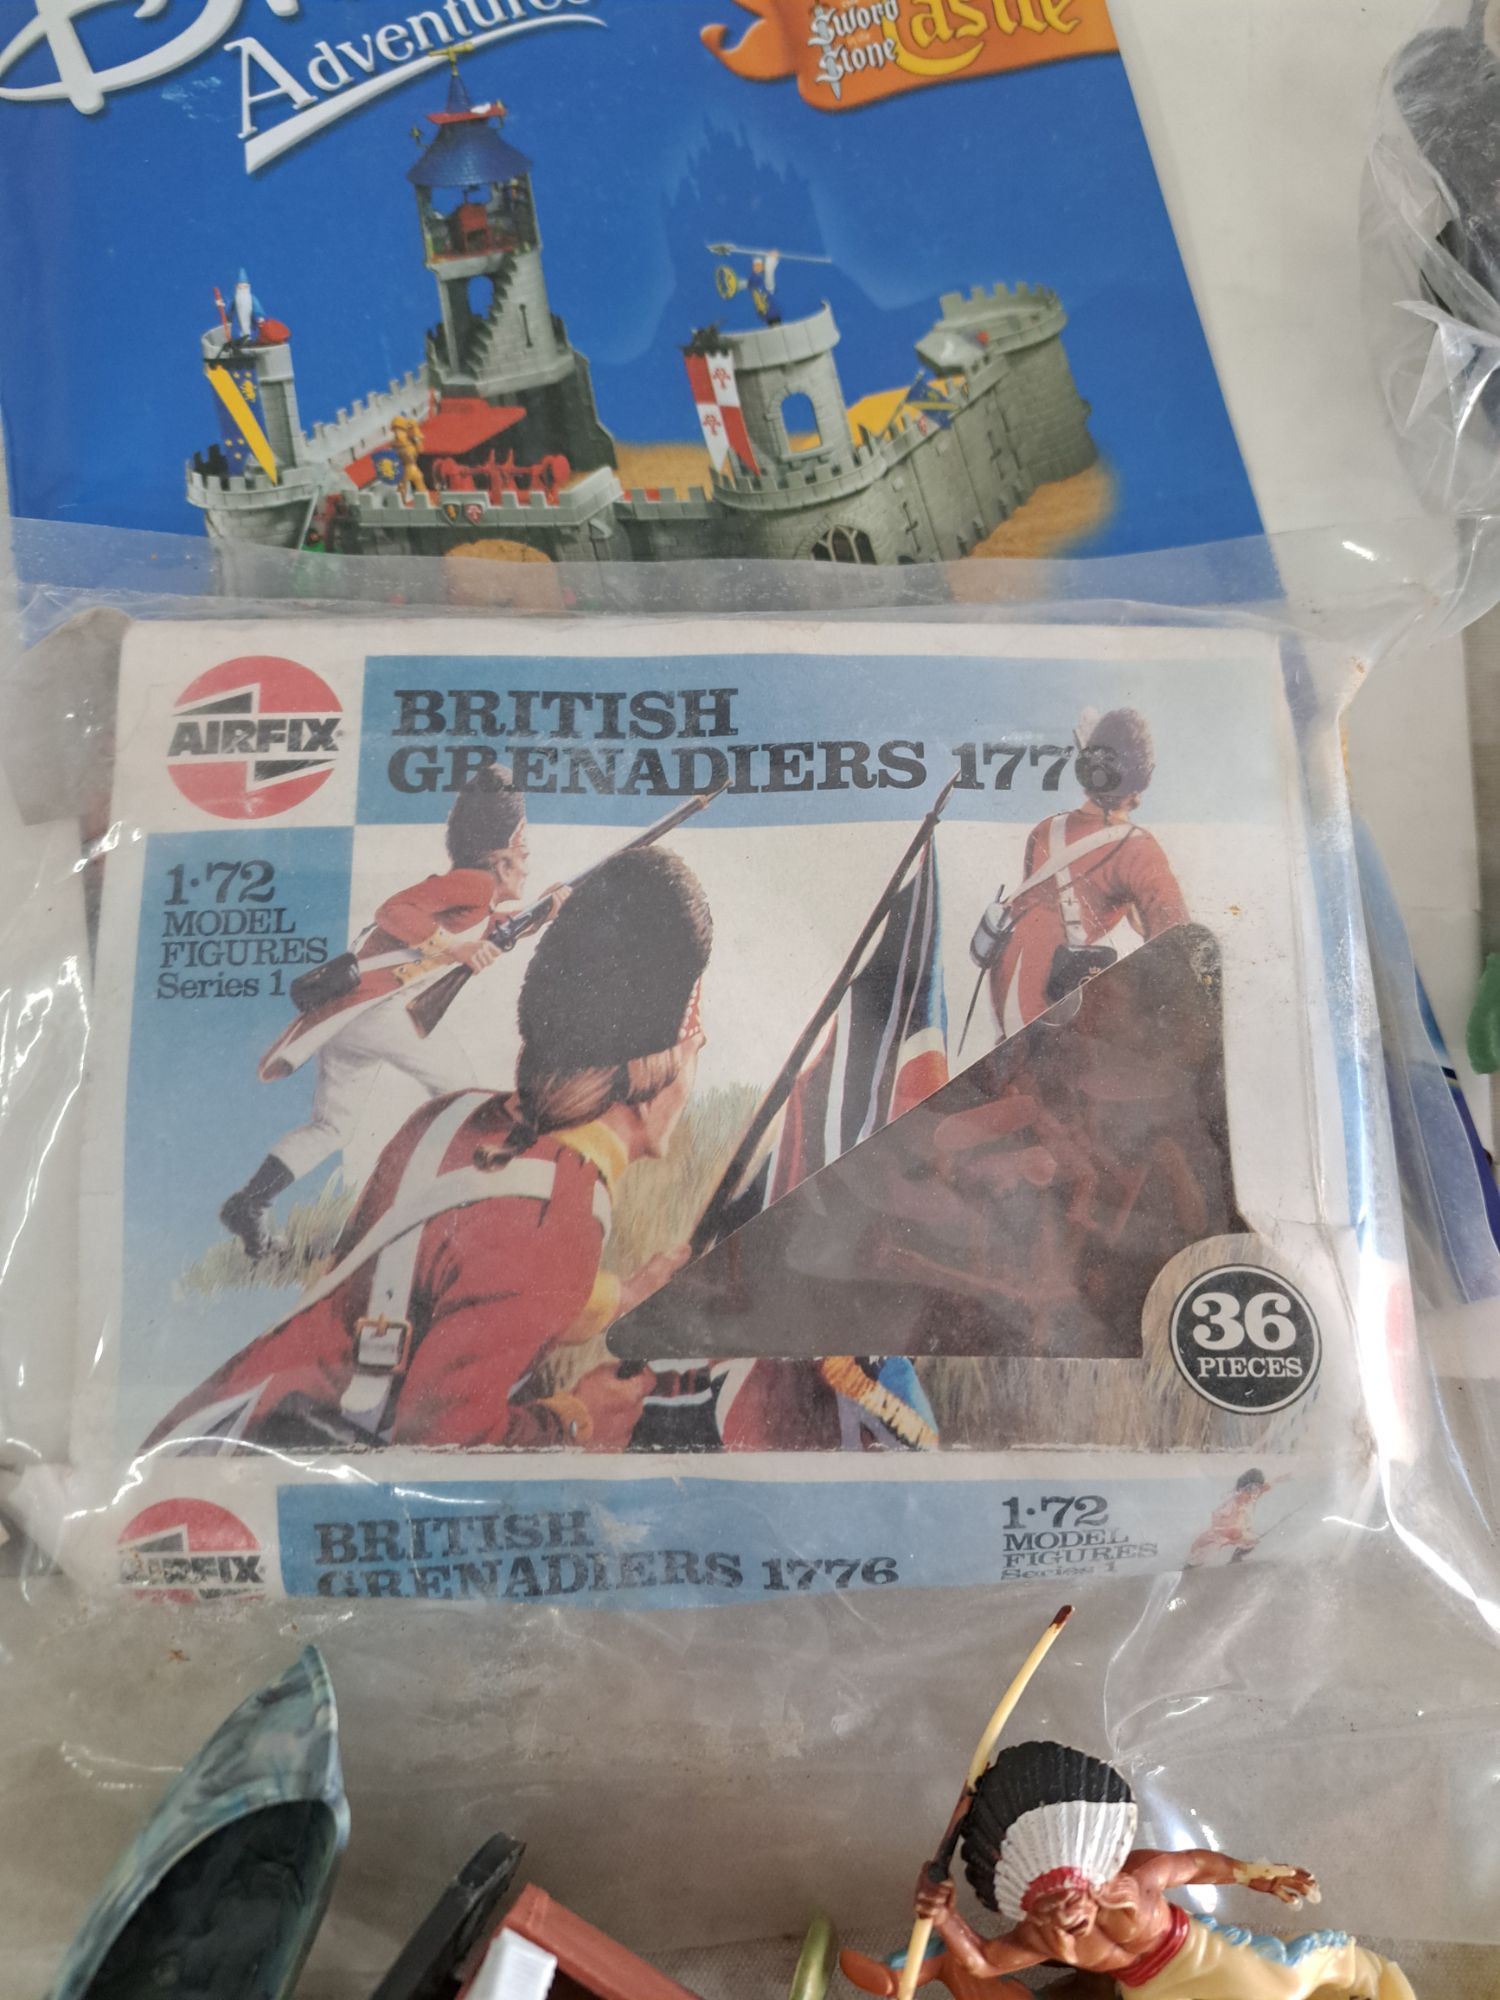 Adventures
Sword
Stone
Castle
AIRFIX
BRITISH
GRENADIERS 1776
1·72
MODEL
FIGURES
Series 1
36
PIECES
AIRFIX
BRITISH
GRENADIERS 1776
1·72
MODEL
FIGURES
Series 1